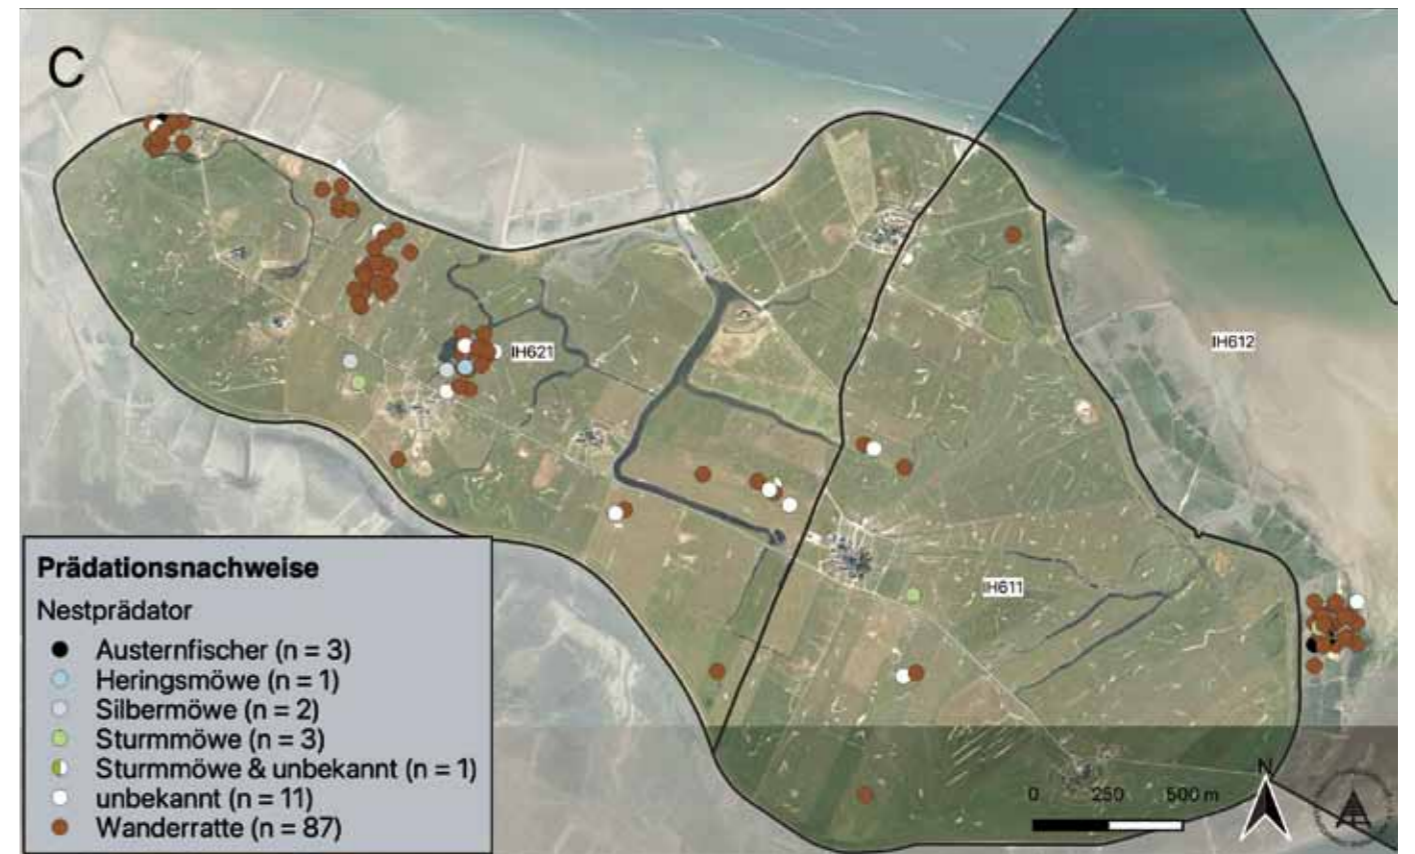 C
IH621
IH612
IH611
Prädationsnachweise
Nestprädator
Austernfischer (n = 3)
Heringsmöwe (n = 1)
Silbermöwe (n = 2)
Sturmmöwe (n = 3)
Sturmmöwe & unbekannt (n = 1)
unbekannt (n = 11)
Wanderratte (n = 87)
N
0 250 500 m